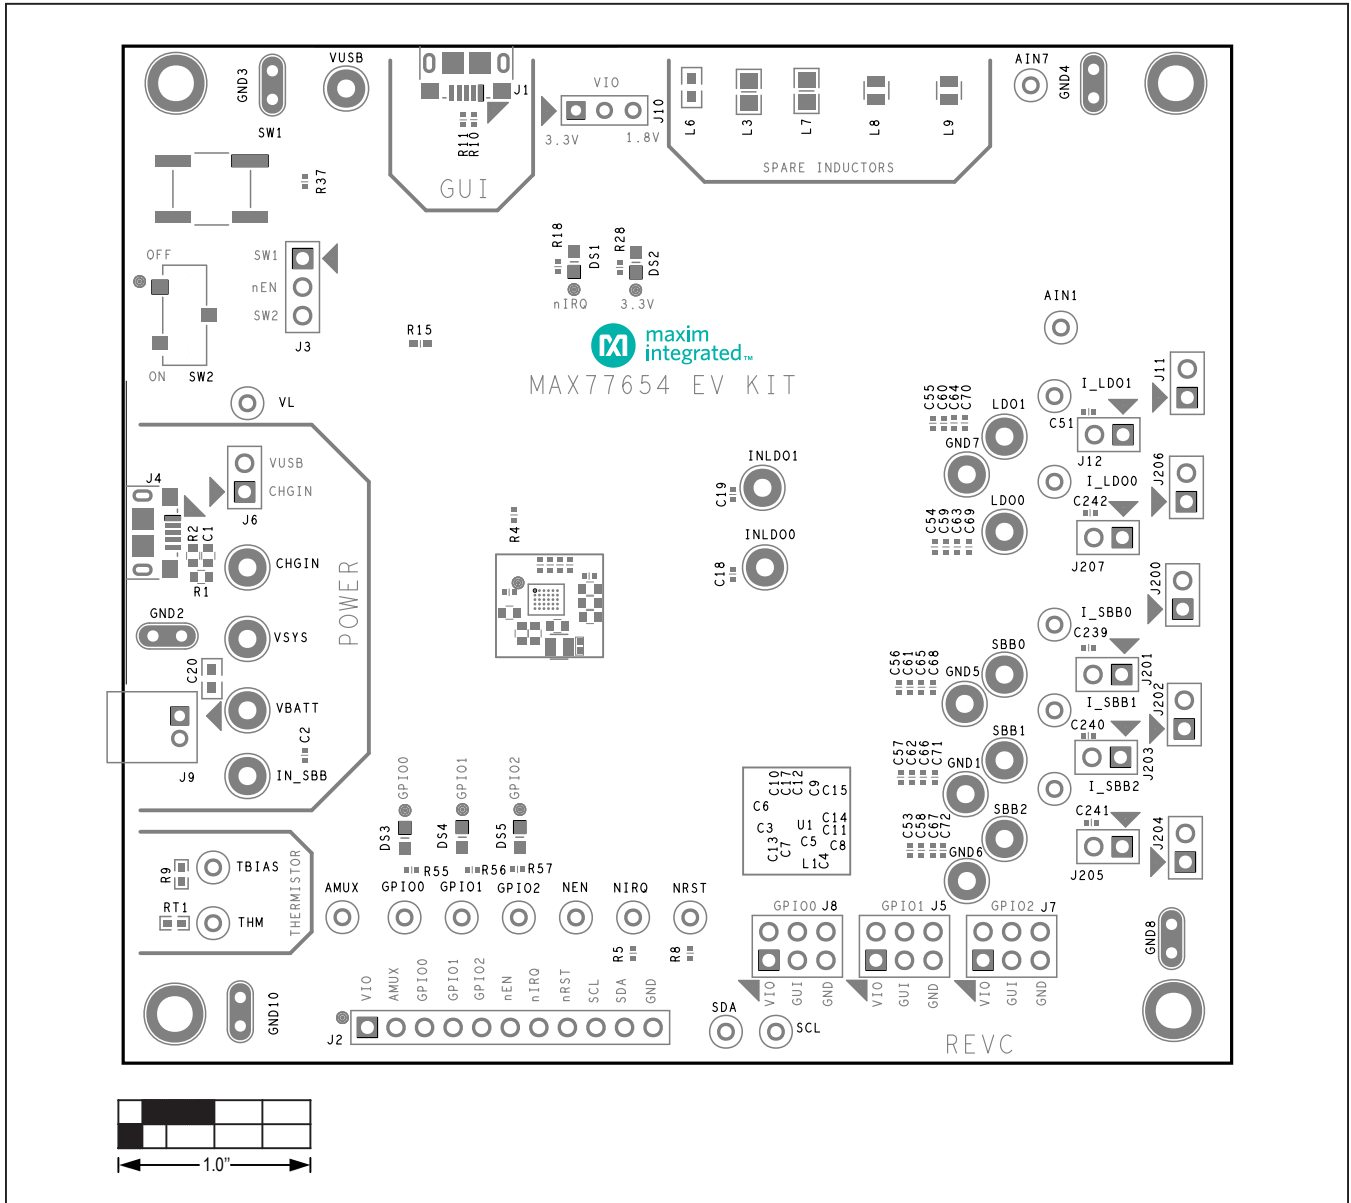 GND3
VUSB
J1
VIO
J10
3.3V
1.8V
R11
R10
GUI
L6
L3
L7
L8
L9
SPARE INDUCTORS
AIN7
GND4
SW1
R37
OFF
ON
SW2
SW1
nEN
SW2
J3
R18
DS1
nIRQ
R28
DS2
3.3V
R15
maxim
integrated™
MAX77654 EV KIT
AIN1
J11
I_LDO1
C51
J12
C55
C60
C64
C70
LDO1
GND7
I_LDO0
J206
C242
J207
LDO0
C54
C59
C63
C69
VL
VUSB
CHGIN
J6
J4
R2
C1
R1
CHGIN
GND2
VSYS
POWER
C20
VBATT
C2
J9
IN_SBB
INLDO1
C19
INLDO0
C18
R4
J200
I_SBB0
C239
J201
SBB0
GND5
C56
C61
C65
C68
I_SBB1
J202
C240
J203
SBB1
GND1
C57
C62
C66
C71
I_SBB2
C241
J204
J205
SBB2
GND6
C53
C58
C67
C72
C10
C17
C12
C9
C15
C6
C3
U1
C14
C11
C13
C7
C5
C8
L1
C4
GPIO0
GPIO1
GPIO2
DS3
DS4
DS5
R55
R56
R57
R9
TBIAS
RT1
THM
THERMISTOR
AMUX
GPIO0
GPIO1
GPIO2
NEN
NIRQ
NRST
R5
R8
GPIO0 J8
GPIO1 J5
GPIO2 J7
VIO
GUI
GND
VIO
GUI
GND
VIO
GUI
GND
GND8
GND10
VIO
AMUX
GPIO0
GPIO1
GPIO2
nEN
nIRQ
nRST
SCL
SDA
GND
J2
SDA
SCL
REVC
1.0"